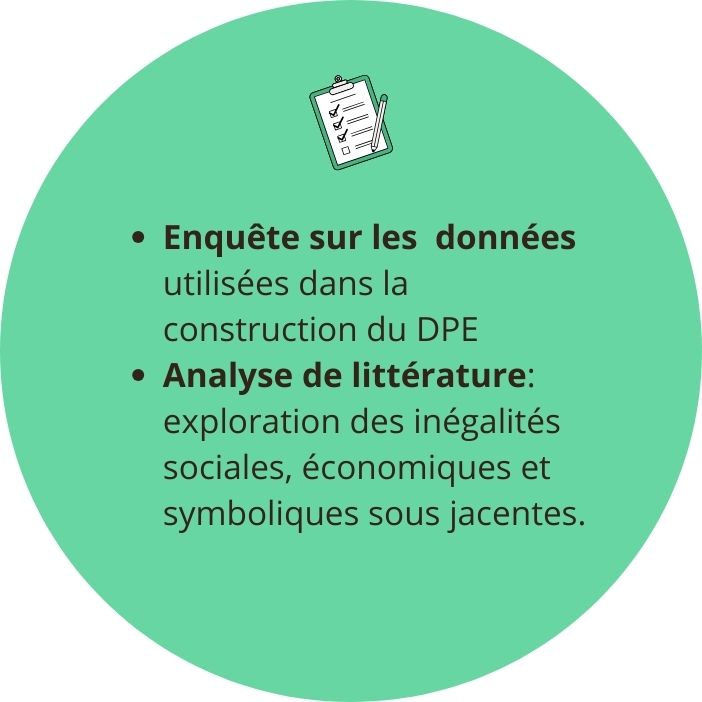 • Enquête sur les  données
utilisées dans la
construction du DPE
• Analyse de littérature:
exploration des inégalités
sociales, économiques et
symboliques sous jacentes.